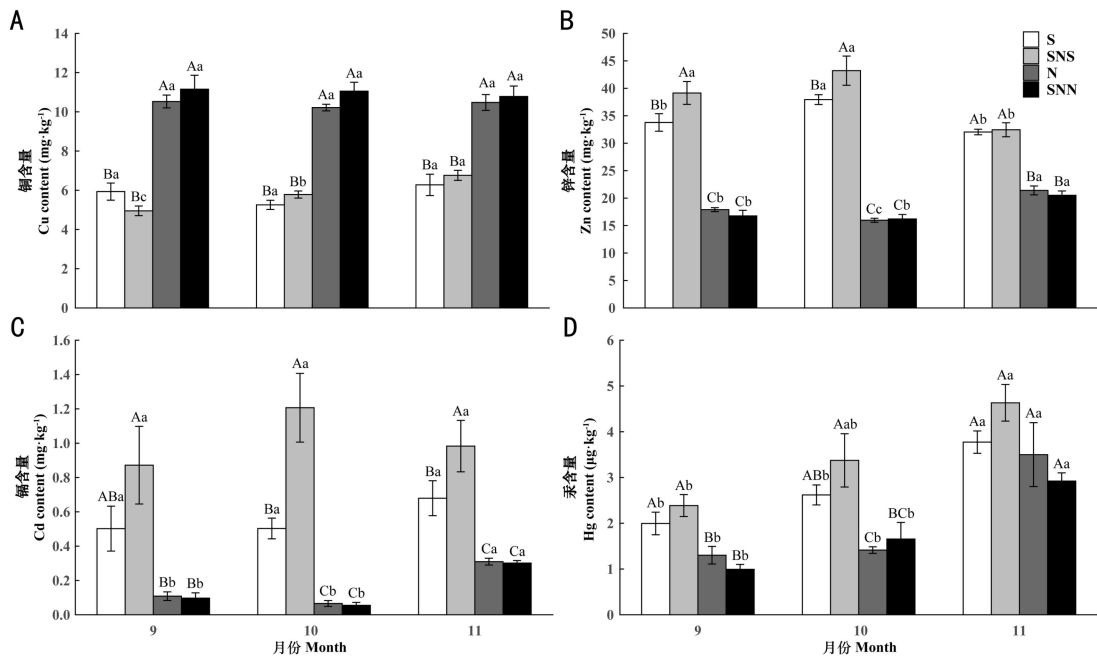 A
铜含量
Cu content (mg·kg⁻¹)
14
12
10
8
6
4
2
0
Ba
Bc
Aa
Aa
Ba
Bb
Aa
Aa
Ba
Ba
Aa
Aa
B
锌含量
Zn content (mg·kg⁻¹)
50
45
40
35
30
25
20
15
10
5
0
Bb
Aa
Cb
Cb
Ba
Aa
Cc
Cb
Ab
Ab
Ba
Ba
S
SNS
N
SNN
C
镉含量
Cd content (mg·kg⁻¹)
1.6
1.4
1.2
1.0
0.8
0.6
0.4
0.2
0.0
ABa
Aa
Bb
Bb
Ba
Aa
Cb
Cb
Ba
Aa
Ca
Ca
9
10
11
月份 Month
D
汞含量
Hg content (μg·kg⁻¹)
6
5
4
3
2
1
0
Ab
Ab
Bb
Bb
ABb
Aab
Cb
BCb
Aa
Aa
Aa
Aa
9
10
11
月份 Month